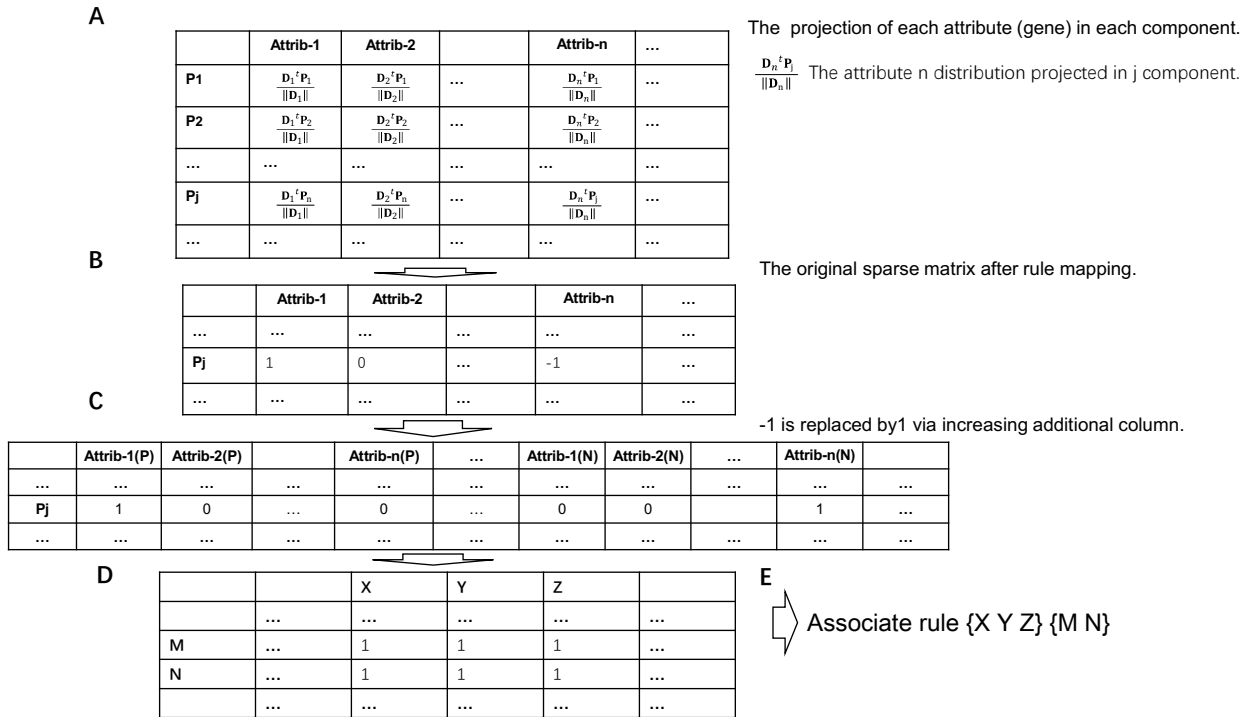 A
The projection of each attribute (gene) in each component.
Attrib-1 Attrib-2 Attrib-n ...
P1 D₁ᵗP₁/‖D₁‖ D₂ᵗP₁/‖D₂‖ ... DₙᵗP₁/‖Dₙ‖ ...
DₙᵗPⱼ/‖Dₙ‖ The attribute n distribution projected in j component.
P2 D₁ᵗP₂/‖D₁‖ D₂ᵗP₂/‖D₂‖ ... DₙᵗP₂/‖Dₙ‖ ...
... ... ... ... ... ...
Pj D₁ᵗPₙ/‖D₁‖ D₂ᵗPₙ/‖D₂‖ ... DₙᵗPⱼ/‖Dₙ‖ ...
... ... ... ... ... ...
B
The original sparse matrix after rule mapping.
Attrib-1 Attrib-2 Attrib-n ...
... ... ... ... ... ...
Pj 1 0 ... -1 ...
... ... ... ... ... ...
C
-1 is replaced by1 via increasing additional column.
Attrib-1(P) Attrib-2(P) Attrib-n(P) ... Attrib-1(N) Attrib-2(N) ... Attrib-n(N)
... ... ... ... ... ... ... ... ... ... ...
Pj 1 0 ... 0 ... 0 0 1 ...
... ... ... ... ... ... ... ... ... ... ...
D
X Y Z
... ... ... ... ...
M ... 1 1 1 ...
N ... 1 1 1 ...
... ... ... ... ...
E
Associate rule {X Y Z} {M N}